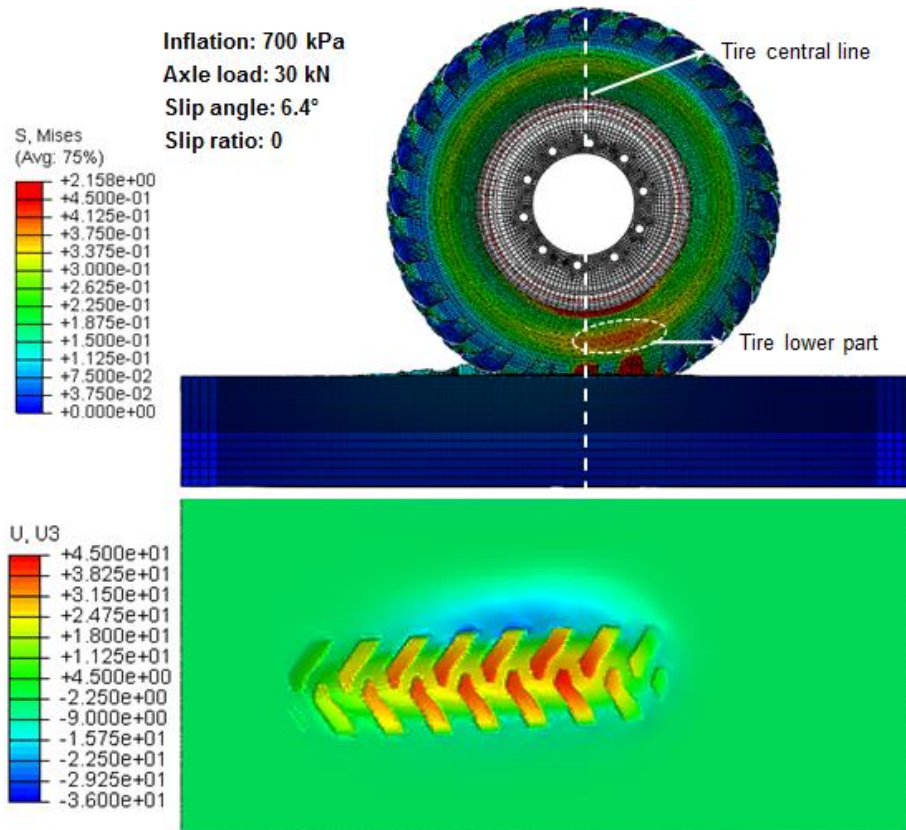 Inflation: 700 kPa
Axle load: 30 kN
Slip angle: 6.4°
Slip ratio: 0
Tire central line
S, Mises
(Avg: 75%)
+2.158e+00
+4.500e-01
+4.125e-01
+3.750e-01
+3.375e-01
+3.000e-01
+2.625e-01
+2.250e-01
+1.875e-01
+1.500e-01
+1.125e-01
+7.500e-02
+3.750e-02
+0.000e+00
Tire lower part
U, U3
+4.500e+01
+3.825e+01
+3.150e+01
+2.475e+01
+1.800e+01
+1.125e+01
+4.500e+00
-2.250e+00
-9.000e+00
-1.575e+01
-2.250e+01
-2.925e+01
-3.600e+01